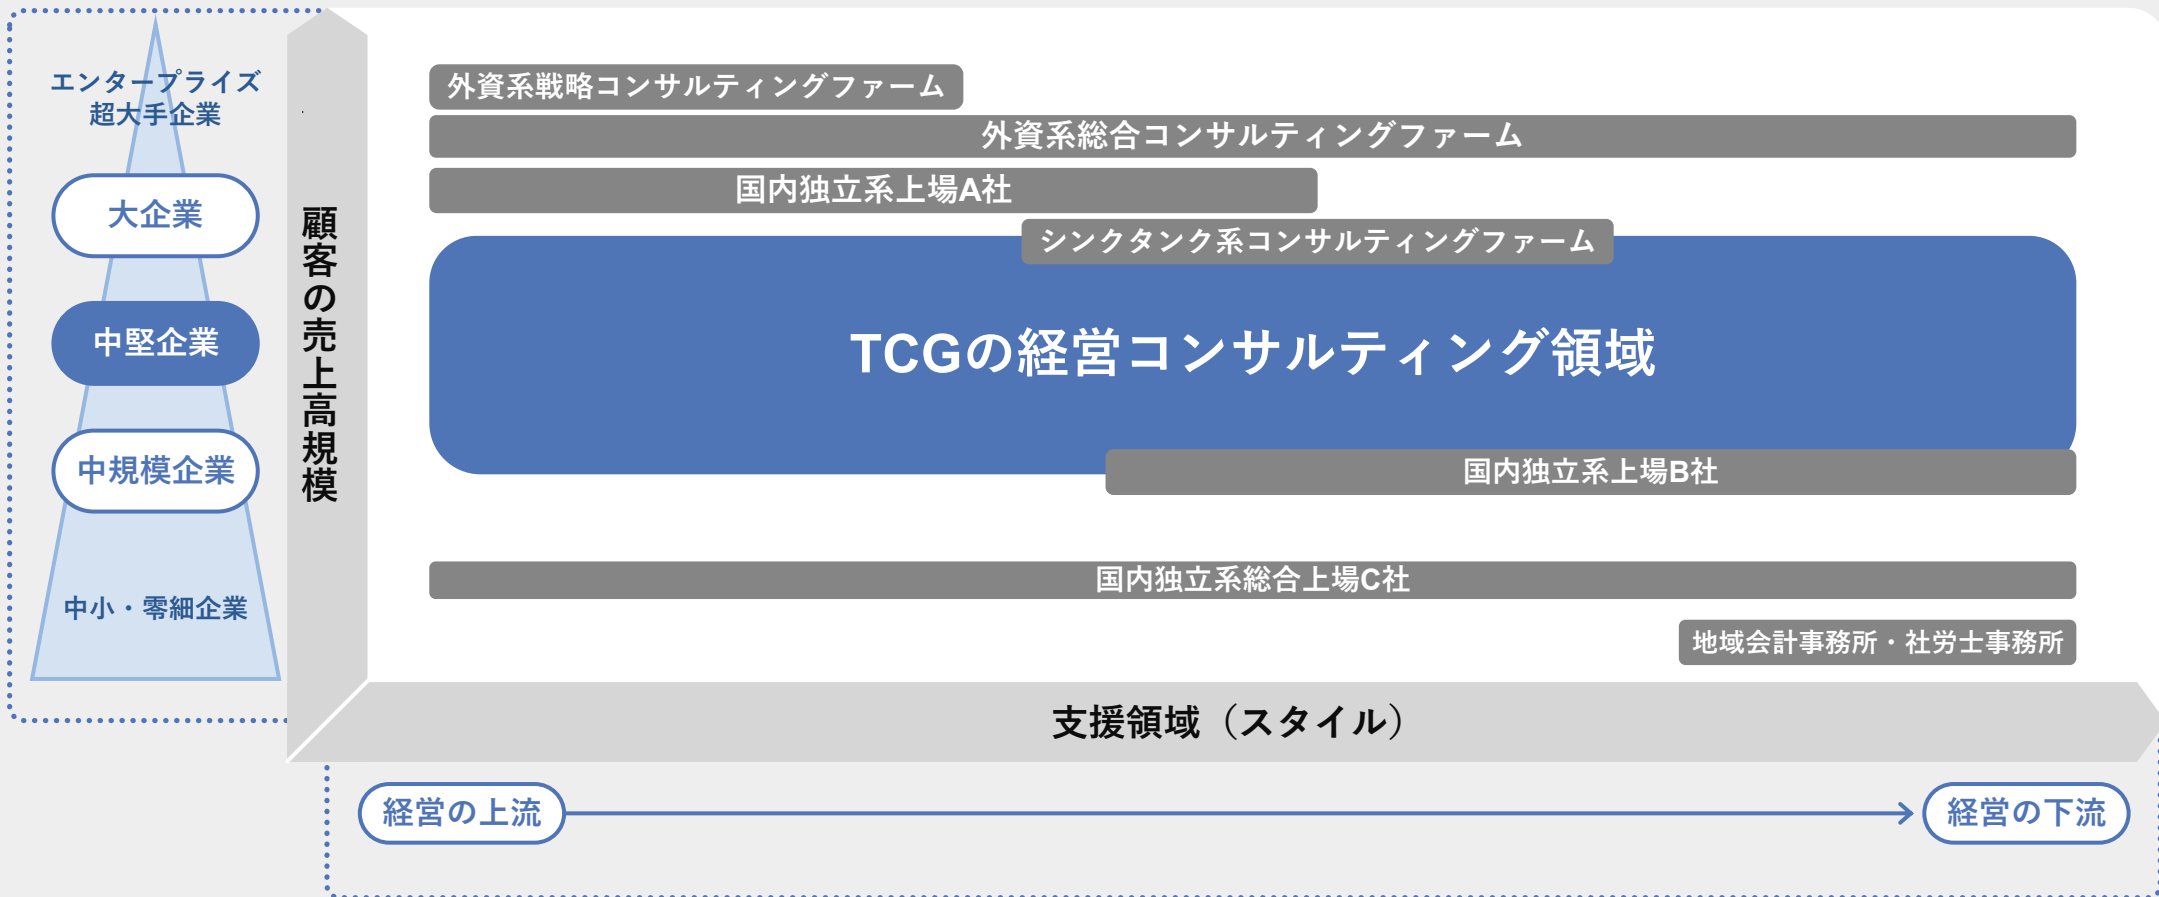 エンタープライズ
超大手企業
大企業
中堅企業
中規模企業
中小・零細企業
顧客の売上高規模
外資系戦略コンサルティングファーム
外資系総合コンサルティングファーム
国内独立系上場A社
シンクタンク系コンサルティングファーム
TCGの経営コンサルティング領域
国内独立系上場B社
国内独立系総合上場C社
地域会計事務所・社労士事務所
支援領域（スタイル）
経営の上流
経営の下流